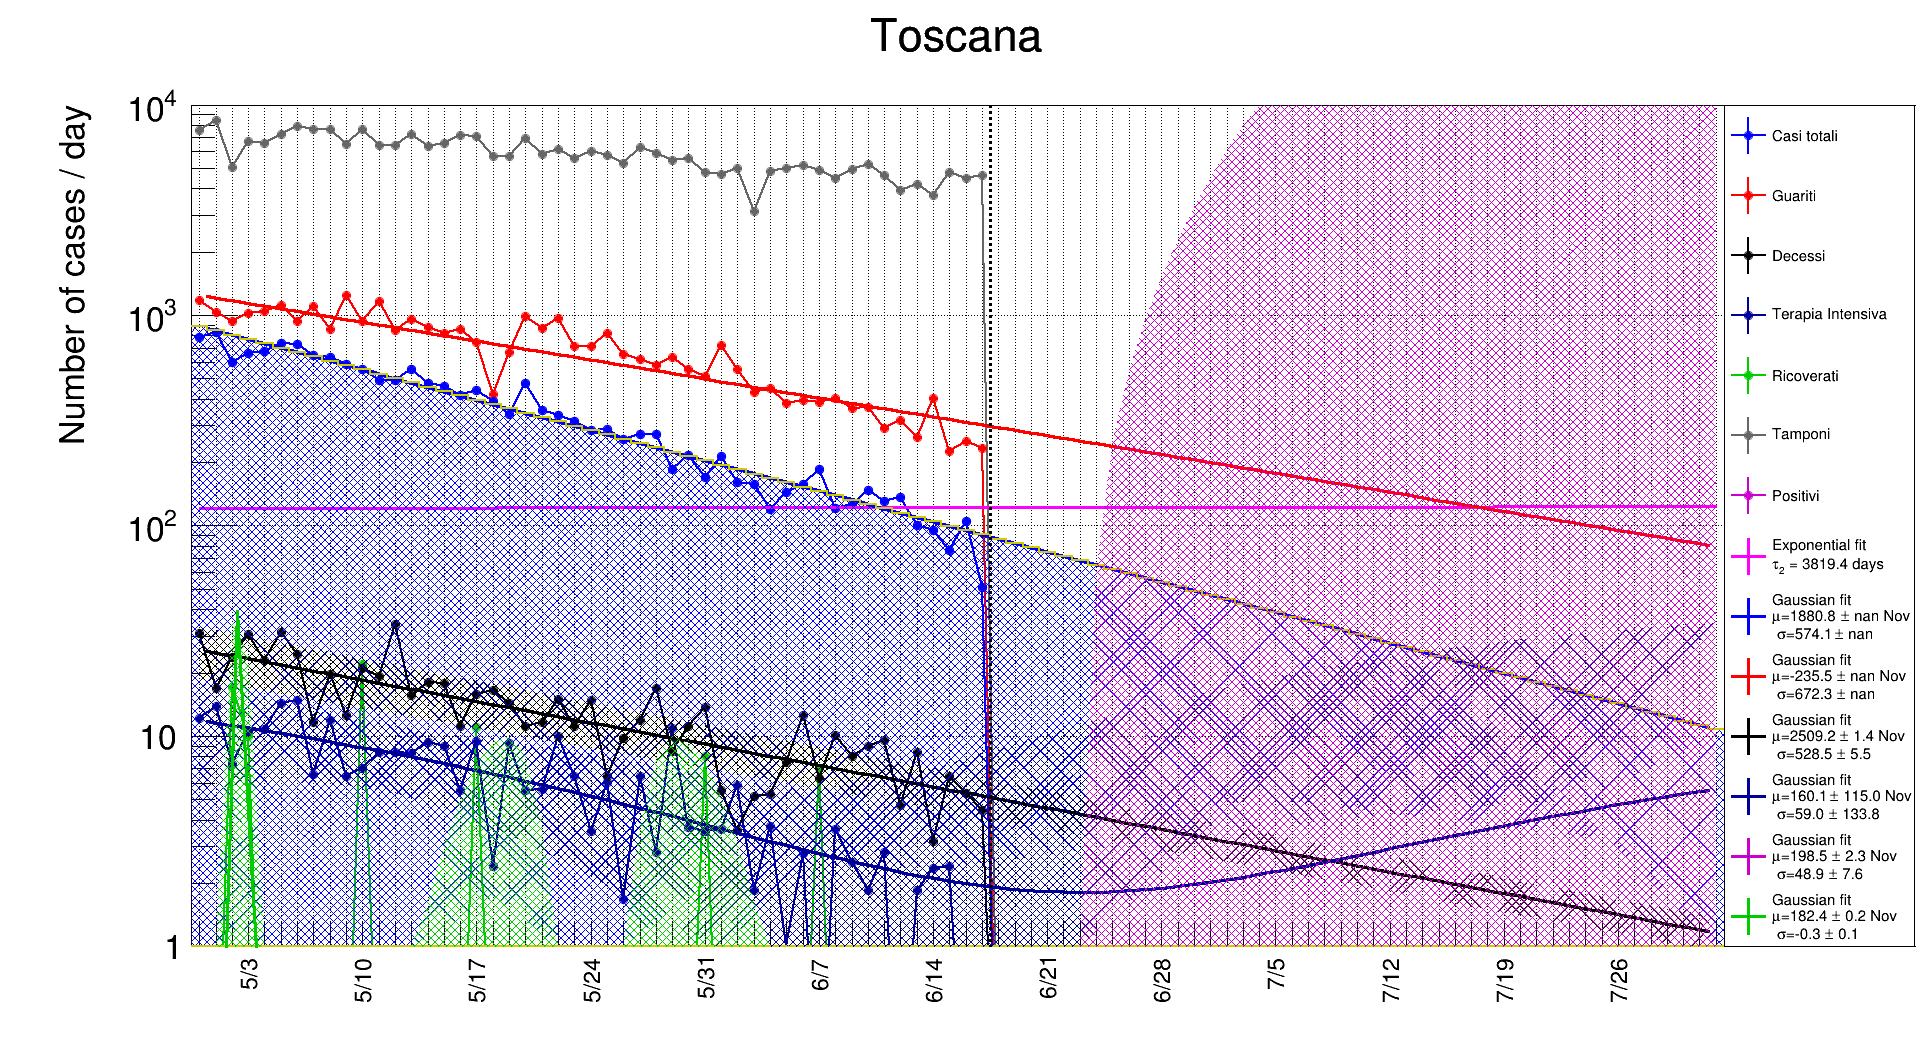 Toscana
Number of cases / day
10^4
10^3
10^2
10
1
5/3
5/10
5/17
5/24
5/31
6/7
6/14
6/21
6/28
7/5
7/12
7/19
7/26
Casi totali
Guariti
Decessi
Terapia Intensiva
Ricoverati
Tamponi
Positivi
Exponential fit
τ_2 = 3819.4 days
Gaussian fit
μ=1880.8 ± nan Nov
σ=574.1 ± nan
Gaussian fit
μ=-235.5 ± nan Nov
σ=672.3 ± nan
Gaussian fit
μ=2509.2 ± 1.4 Nov
σ=528.5 ± 5.5
Gaussian fit
μ=160.1 ± 115.0 Nov
σ=59.0 ± 133.8
Gaussian fit
μ=198.5 ± 2.3 Nov
σ=48.9 ± 7.6
Gaussian fit
μ=182.4 ± 0.2 Nov
σ=-0.3 ± 0.1